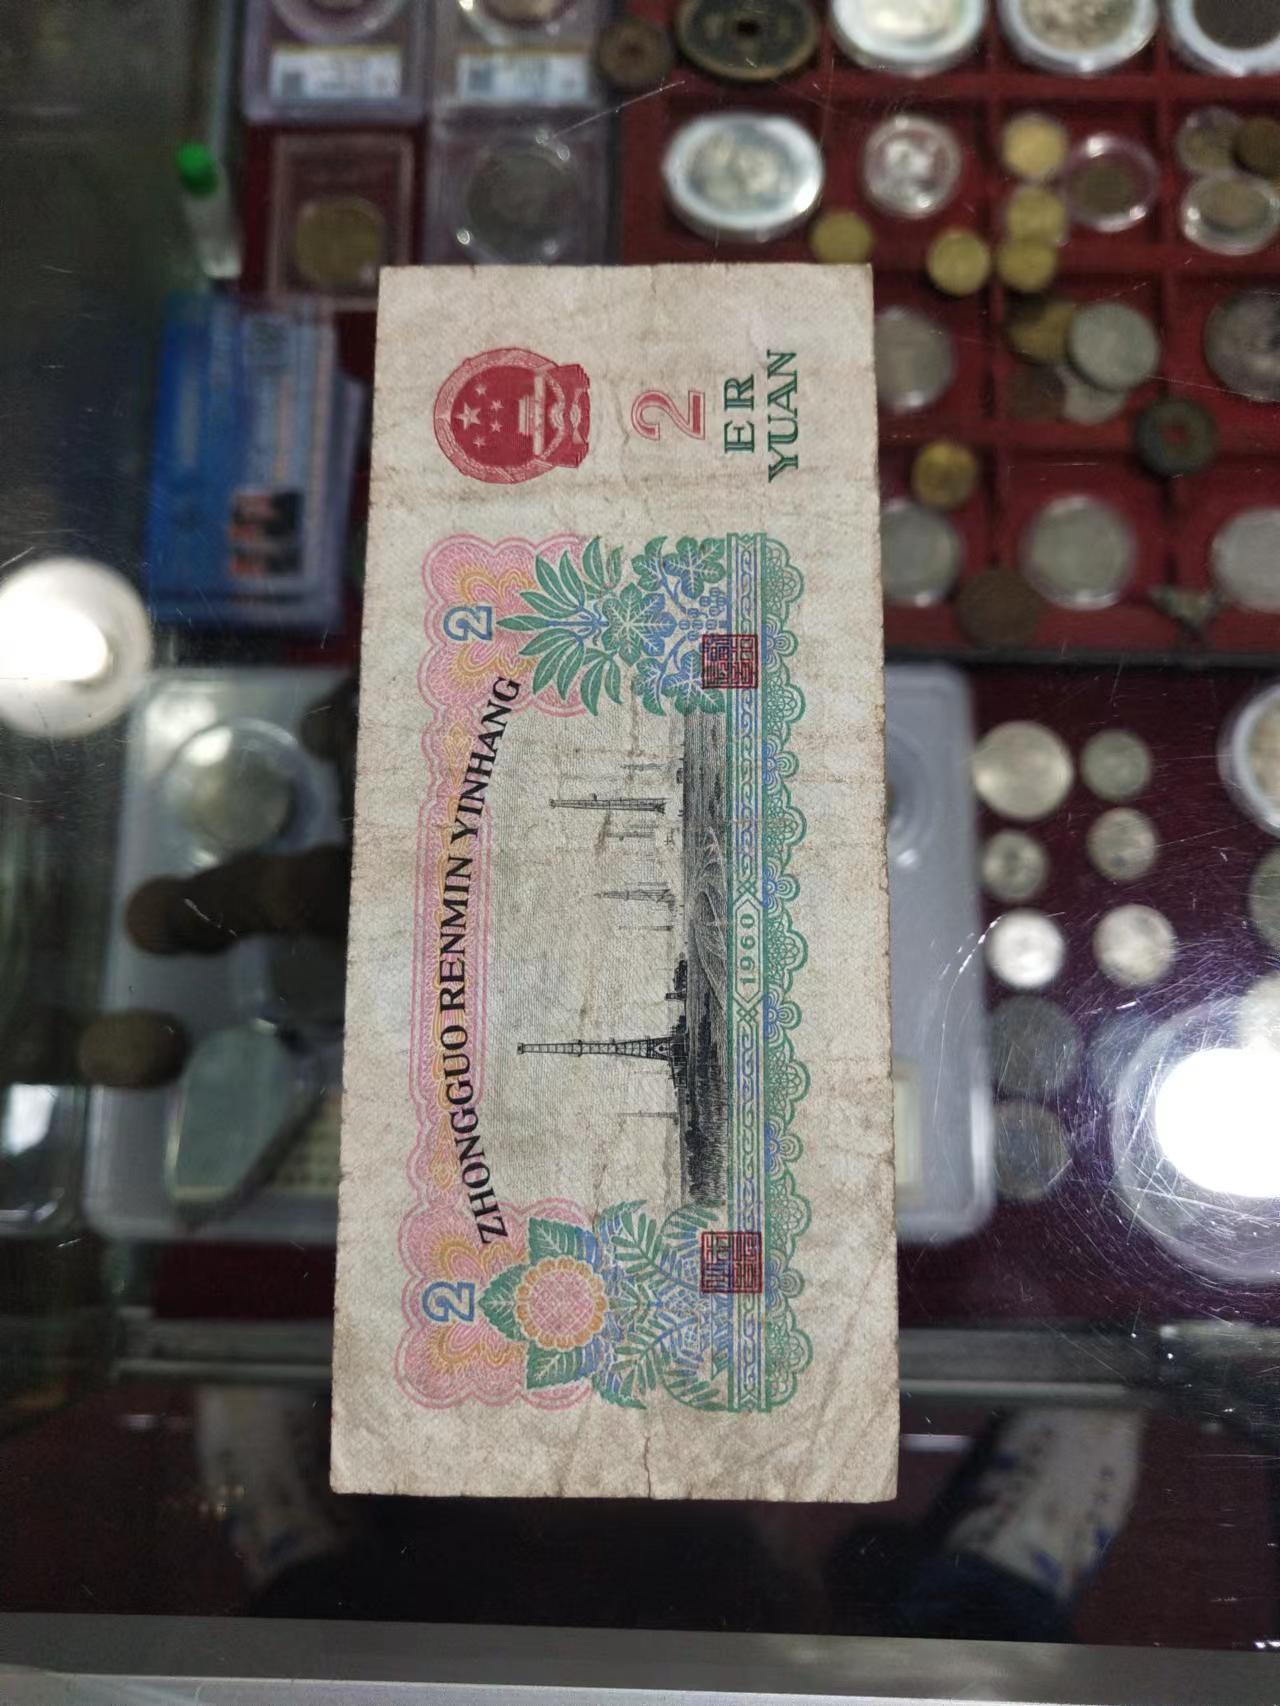 ZHONGGUO RENMIN YINHANG
2
2
2
ER
YUAN
1960